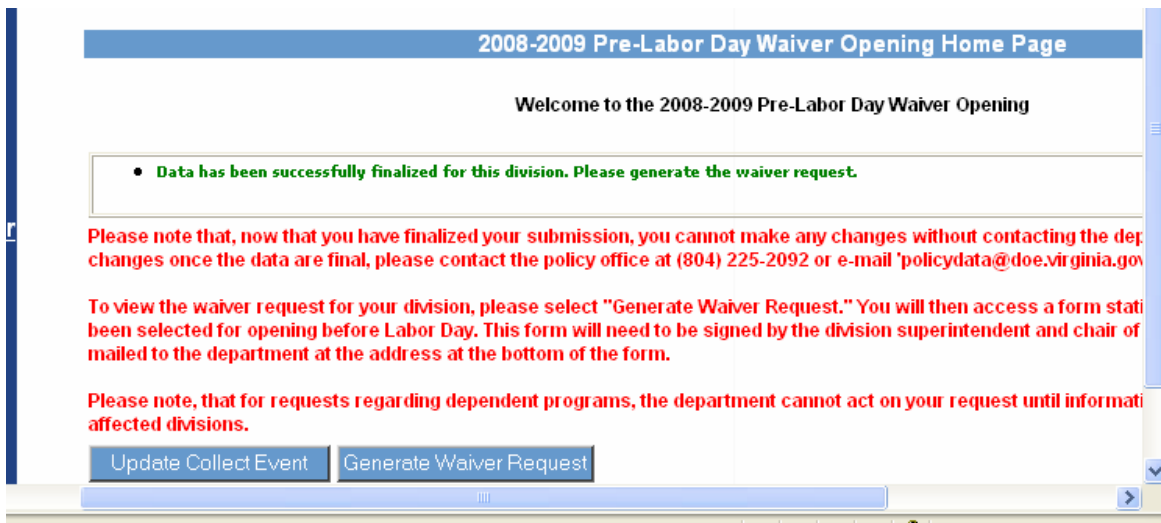 2008-2009 Pre-Labor Day Waiver Opening Home Page
Welcome to the 2008-2009 Pre-Labor Day Waiver Opening
• Data has been successfully finalized for this division. Please generate the waiver request.
r
Please note that, now that you have finalized your submission, you cannot make any changes without contacting the dep
changes once the data are final, please contact the policy office at (804) 225-2092 or e-mail 'policydata@doe.virginia.gov
To view the waiver request for your division, please select "Generate Waiver Request." You will then access a form stati
been selected for opening before Labor Day. This form will need to be signed by the division superintendent and chair of
mailed to the department at the address at the bottom of the form.
Please note, that for requests regarding dependent programs, the department cannot act on your request until informati
affected divisions.
Update Collect Event Generate Waiver Request